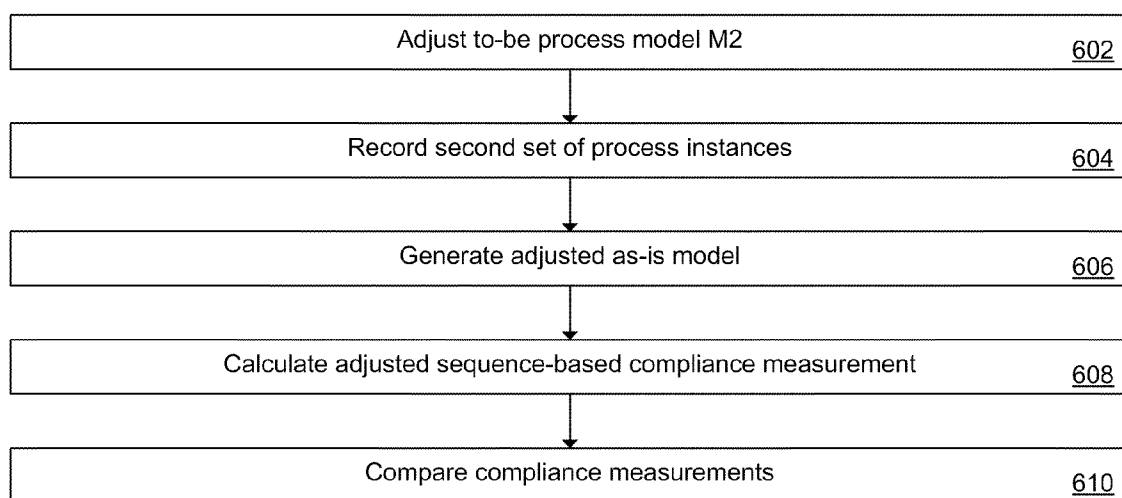 Adjust to-be process model M2
602
Record second set of process instances
604
Generate adjusted as-is model
606
Calculate adjusted sequence-based compliance measurement
608
Compare compliance measurements
610